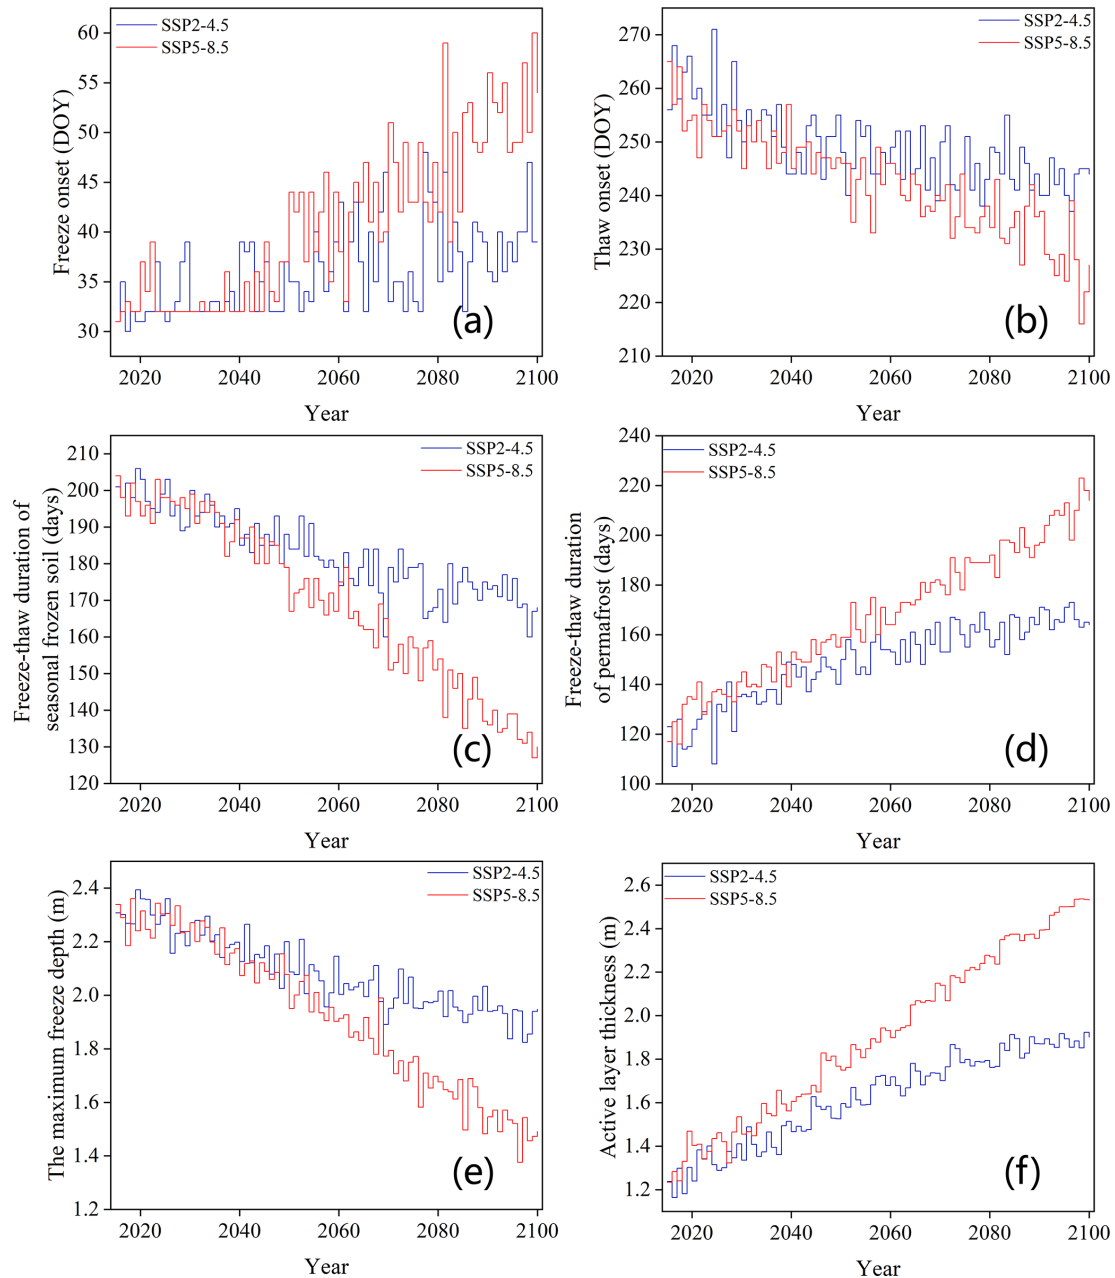 SSP2-4.5
SSP5-8.5
60
55
50
45
40
35
30
Freeze onset (DOY)
2020 2040 2060 2080 2100
Year
(a)
SSP2-4.5
SSP5-8.5
270
260
250
240
230
220
210
Thaw onset (DOY)
2020 2040 2060 2080 2100
Year
(b)
SSP2-4.5
SSP5-8.5
210
200
190
180
170
160
150
140
130
120
Freeze-thaw duration of
seasonal frozen soil (days)
2020 2040 2060 2080 2100
Year
(c)
SSP2-4.5
SSP5-8.5
240
220
200
180
160
140
120
100
Freeze-thaw duration
of permafrost (days)
2020 2040 2060 2080 2100
Year
(d)
SSP2-4.5
SSP5-8.5
2.4
2.2
2.0
1.8
1.6
1.4
1.2
The maximum freeze depth (m)
2020 2040 2060 2080 2100
Year
(e)
SSP2-4.5
SSP5-8.5
2.6
2.4
2.2
2.0
1.8
1.6
1.4
1.2
Active layer thickness (m)
2020 2040 2060 2080 2100
Year
(f)